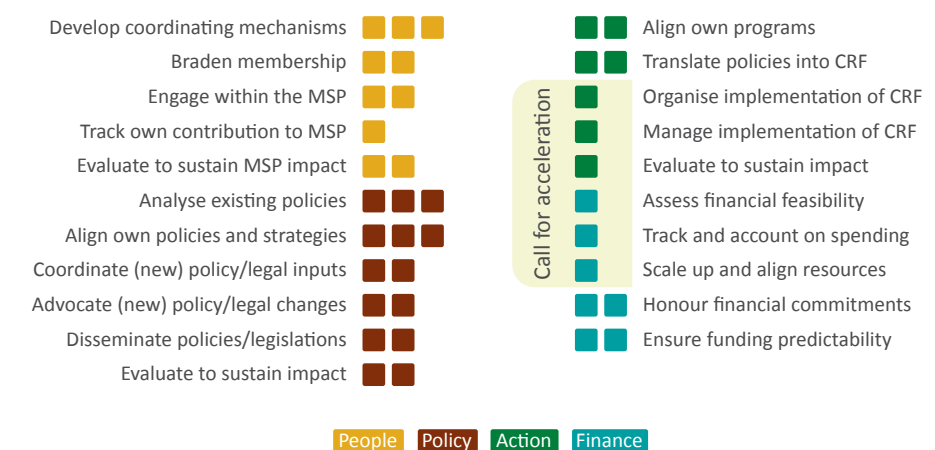 Develop coordinating mechanisms
Braden membership
Engage within the MSP
Track own contribution to MSP
Evaluate to sustain MSP impact
Analyse existing policies
Align own policies and strategies
Coordinate (new) policy/legal inputs
Advocate (new) policy/legal changes
Disseminate policies/legislations
Evaluate to sustain impact
Call for acceleration
Align own programs
Translate policies into CRF
Organise implementation of CRF
Manage implementation of CRF
Evaluate to sustain impact
Assess financial feasibility
Track and account on spending
Scale up and align resources
Honour financial commitments
Ensure funding predictability
People Policy Action Finance